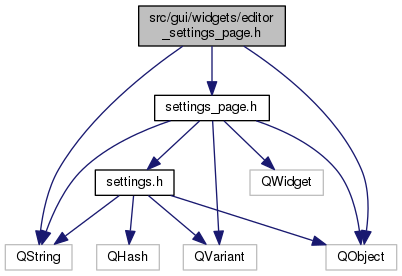 src/gui/widgets/editor
_settings_page.h
settings_page.h
settings.h
QWidget
QString
QHash
QVariant
QObject